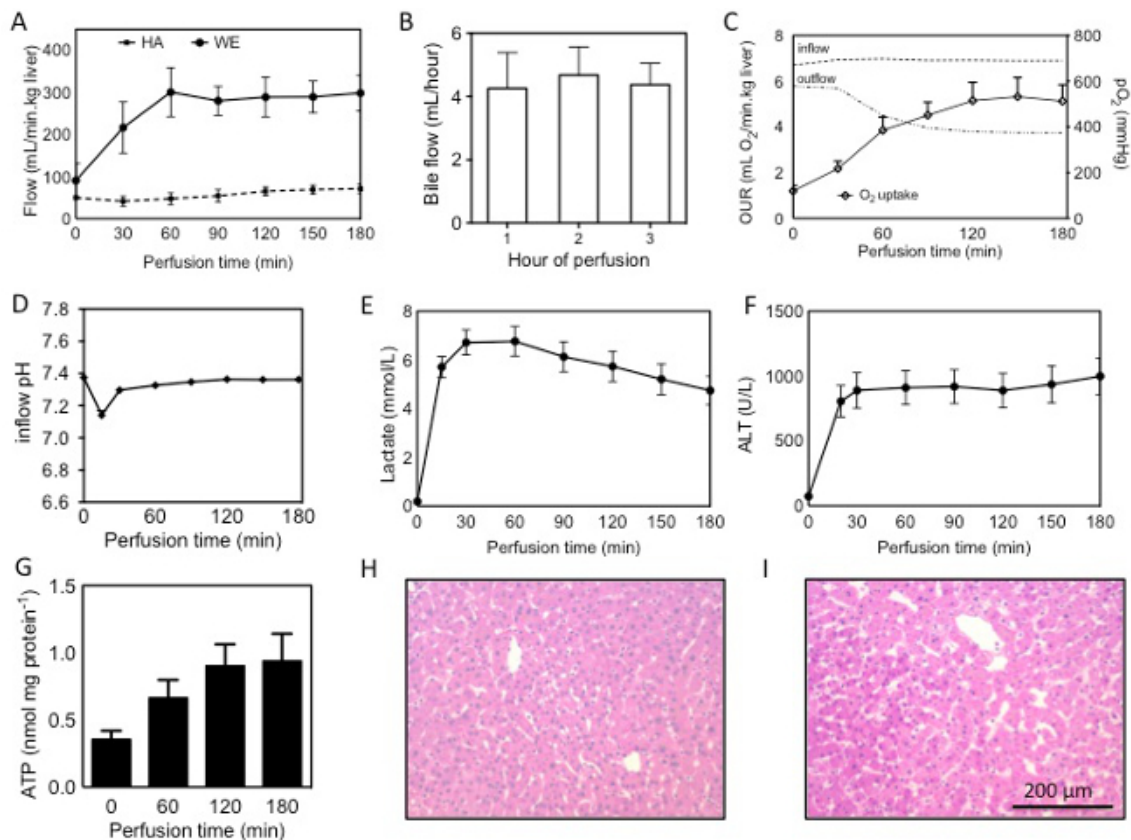 A
HA
WE
Flow (mL/min.kg liver)
400
300
200
100
0
0 30 60 90 120 150 180
Perfusion time (min)
B
Bile flow (mL/hour)
6
4
2
0
1 2 3
Hour of perfusion
C
OUR (mL O₂/min.kg liver)
8
6
4
2
0
inflow
outflow
O₂ uptake
800
600
400
200
0
pO₂ (mmHg)
0 60 120 180
Perfusion time (min)
D
inflow pH
7.8
7.6
7.4
7.2
7.0
6.8
6.6
0 60 120 180
Perfusion time (min)
E
Lactate (mmol/L)
8
6
4
2
0
0 30 60 90 120 150 180
Perfusion time (min)
F
ALT (U/L)
1500
1000
500
0
0 30 60 90 120 150 180
Perfusion time (min)
G
ATP (nmol mg protein⁻¹)
1.5
1.0
0.5
0.0
0 60 120 180
Perfusion time (min)
H
I
200 µm